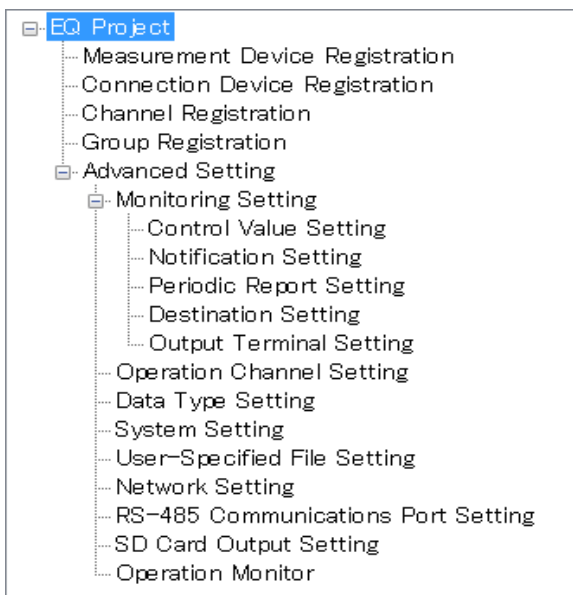 EQ Project
Measurement Device Registration
Connection Device Registration
Channel Registration
Group Registration
Advanced Setting
Monitoring Setting
Control Value Setting
Notification Setting
Periodic Report Setting
Destination Setting
Output Terminal Setting
Operation Channel Setting
Data Type Setting
System Setting
User-Specified File Setting
Network Setting
RS-485 Communications Port Setting
SD Card Output Setting
Operation Monitor